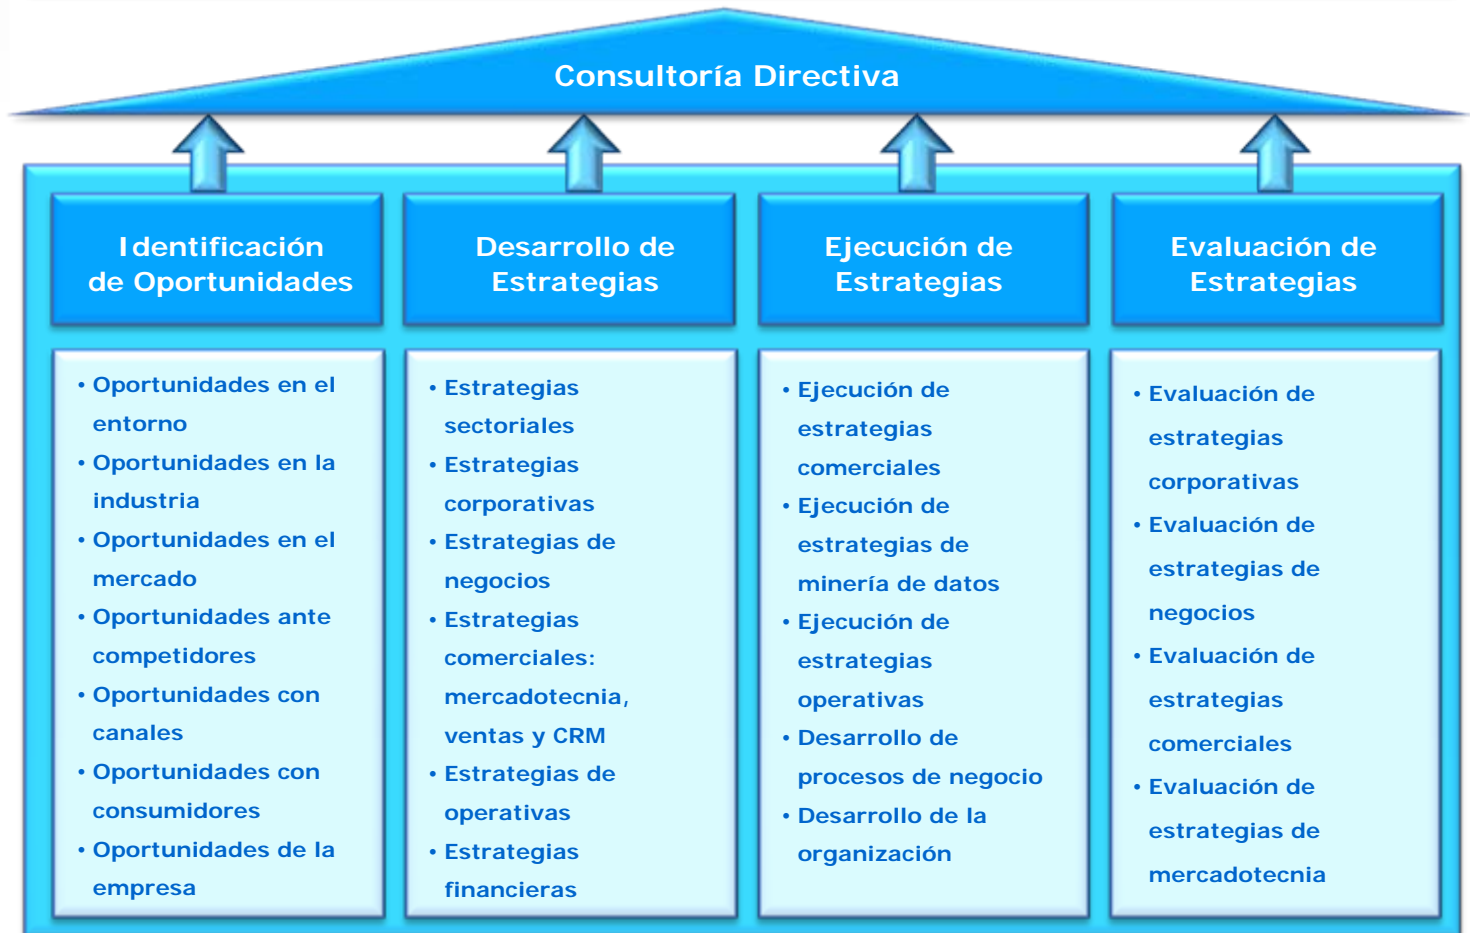 Consultoría Directiva
Identificación
de Oportunidades
Desarrollo de
Estrategias
Ejecución de
Estrategias
Evaluación de
Estrategias
• Oportunidades en el
entorno
• Oportunidades en la
industria
• Oportunidades en el
mercado
• Oportunidades ante
competidores
• Oportunidades con
canales
• Oportunidades con
consumidores
• Oportunidades de la
empresa
• Estrategias
sectoriales
• Estrategias
corporativas
• Estrategias de
negocios
• Estrategias
comerciales:
mercadotecnia,
ventas y CRM
• Estrategias de
operativas
• Estrategias
financieras
• Ejecución de
estrategias
comerciales
• Ejecución de
estrategias de
minería de datos
• Ejecución de
estrategias
operativas
• Desarrollo de
procesos de negocio
• Desarrollo de la
organización
• Evaluación de
estrategias
corporativas
• Evaluación de
estrategias de
negocios
• Evaluación de
estrategias
comerciales
• Evaluación de
estrategias de
mercadotecnia